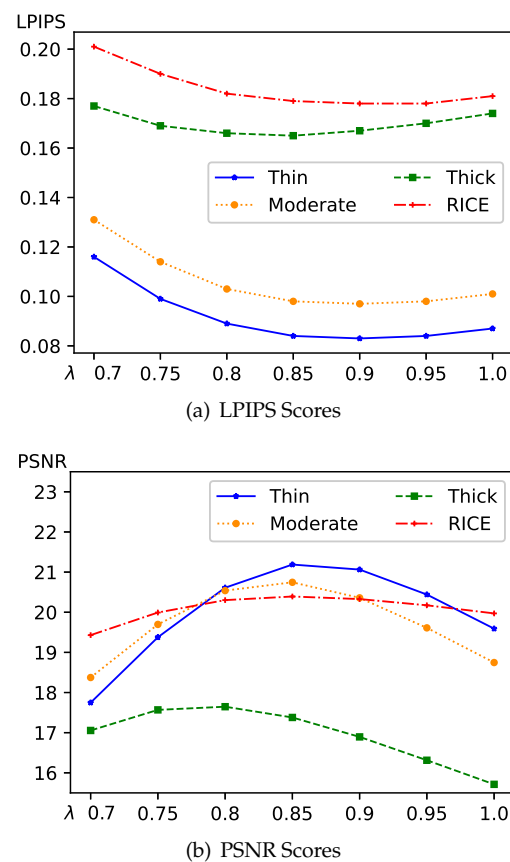 LPIPS
0.20
0.18
0.16
0.14
0.12
0.10
0.08
Thin Thick
Moderate RICE
λ 0.7 0.75 0.8 0.85 0.9 0.95 1.0
(a) LPIPS Scores
PSNR
23
22
21
20
19
18
17
16
Thin Thick
Moderate RICE
λ 0.7 0.75 0.8 0.85 0.9 0.95 1.0
(b) PSNR Scores